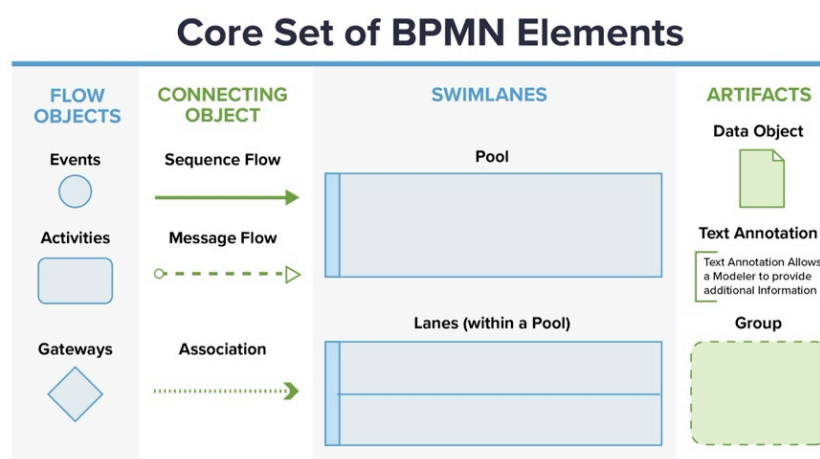 Core Set of BPMN Elements
FLOW
OBJECTS
Events
Activities
Gateways
CONNECTING
OBJECT
Sequence Flow
Message Flow
Association
SWIMLANES
Pool
Lanes (within a Pool)
ARTIFACTS
Data Object
Text Annotation
Text Annotation Allows
a Modeler to provide
additional Information
Group